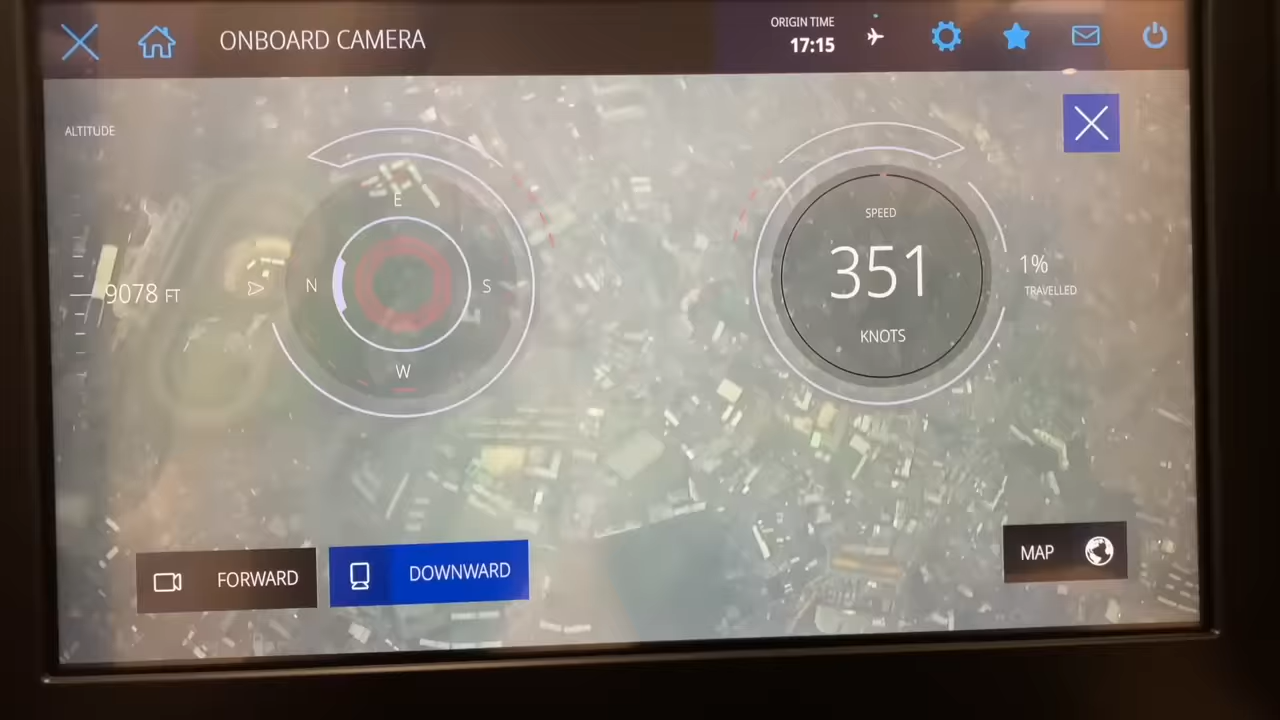 ONBOARD CAMERA
ORIGIN TIME
17:15
ALTITUDE
9078 FT
E
N
S
W
SPEED
351
KNOTS
1%
TRAVELLED
FORWARD
DOWNWARD
MAP